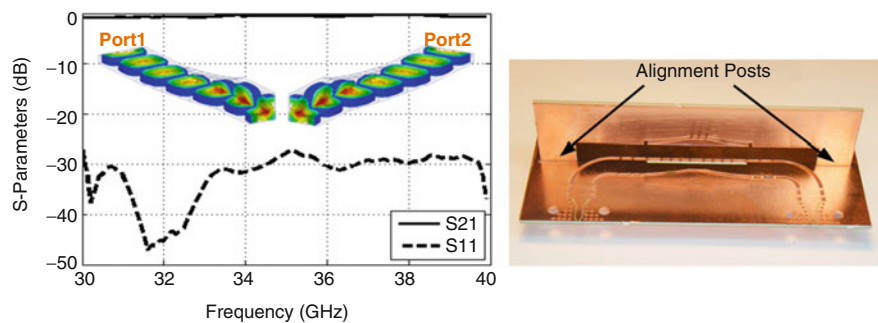 0
−10
−20
−30
−40
−50
30
32
34
36
38
40
S-Parameters (dB)
Frequency (GHz)
Port1
Port2
S21
S11
Alignment Posts